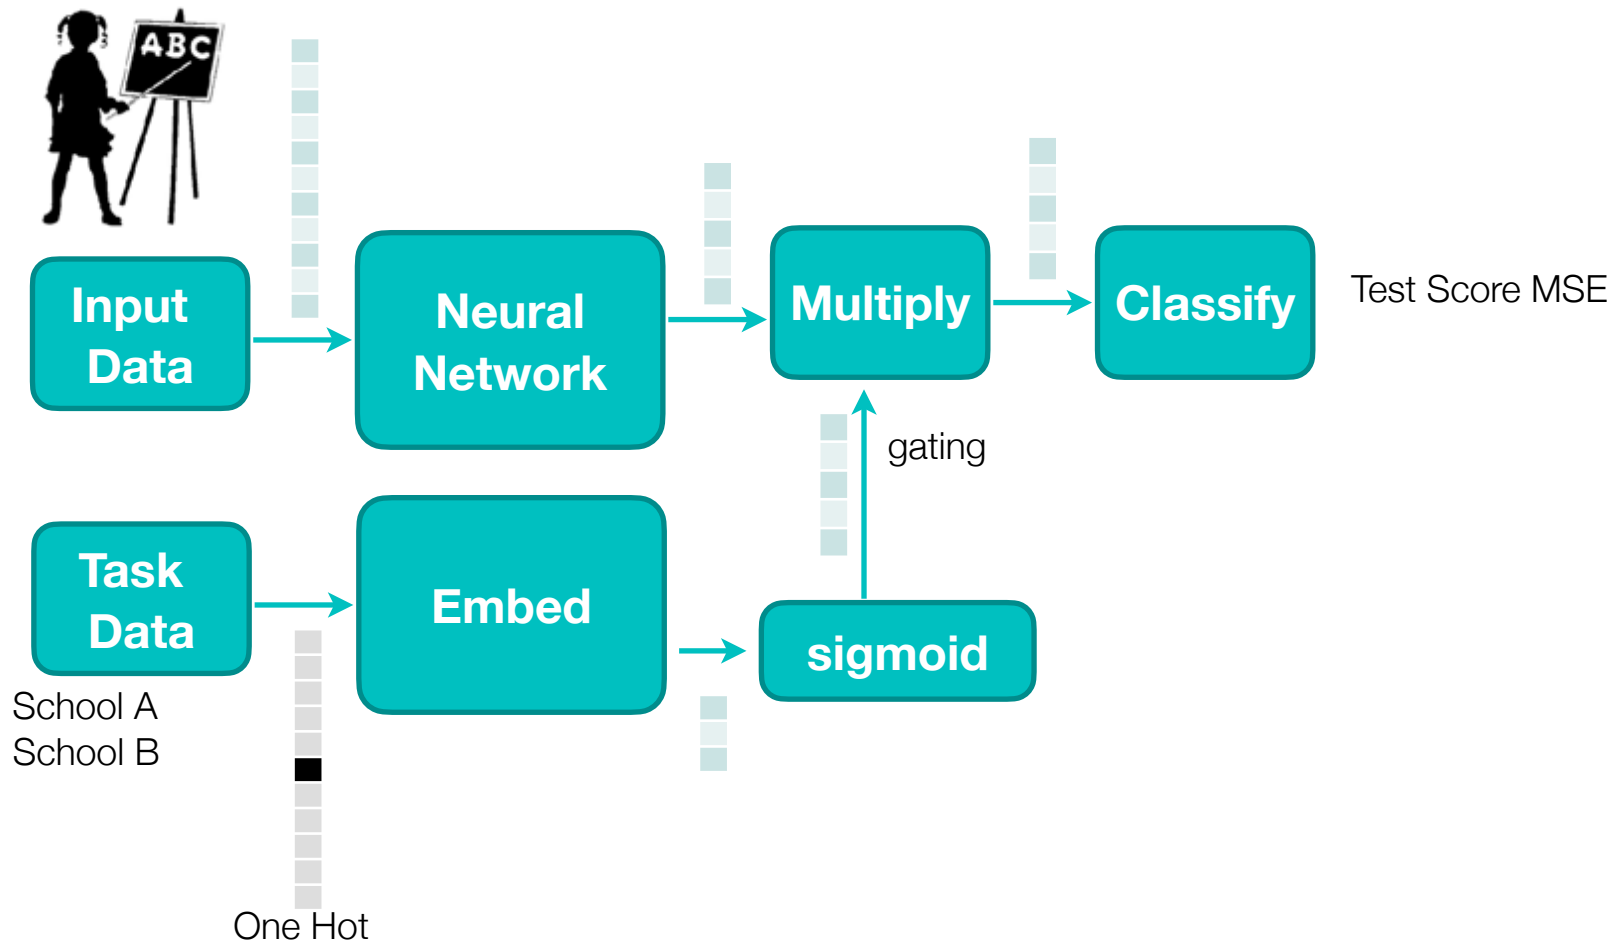 ABC
Input
Data
Neural
Network
Multiply
Classify
Test Score MSE
gating
Task
Data
Embed
sigmoid
School A
School B
One Hot